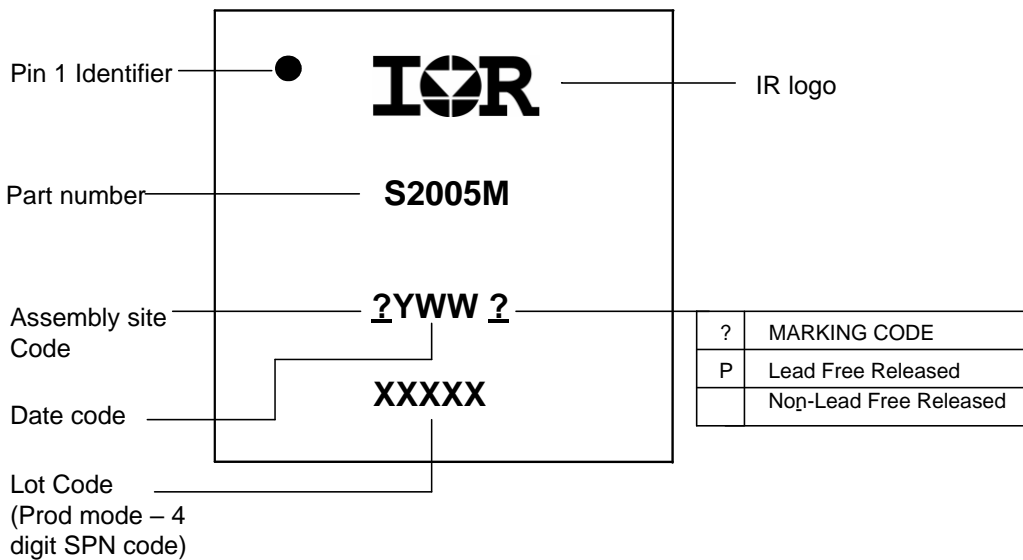 Pin 1 Identifier
IOR
IR logo
Part number
S2005M
Assembly site
Code
?YWW ?
? MARKING CODE
P Lead Free Released
Non-Lead Free Released
Date code
XXXXX
Lot Code
(Prod mode – 4
digit SPN code)